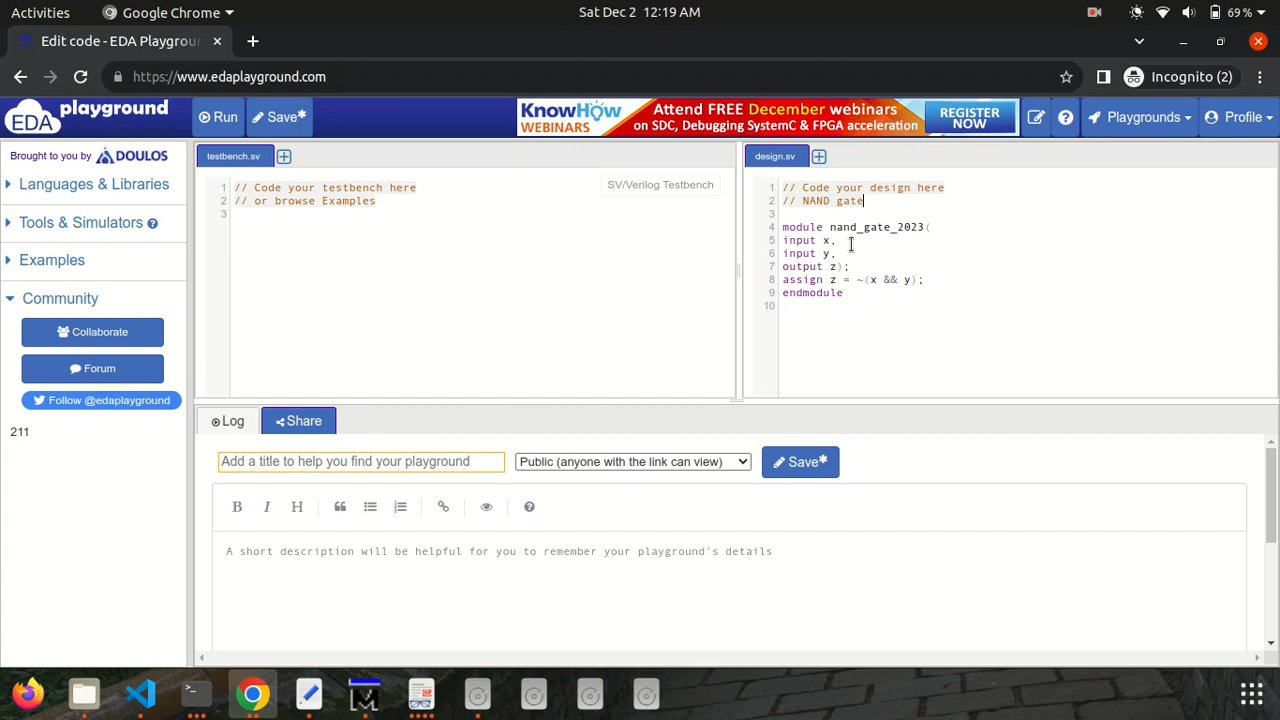 Activities
Google Chrome
Sat Dec 2 12:19 AM
69 %
Edit code - EDA Playgroun
https://www.edaplayground.com
Incognito (2)
EDA playground
Run
Save*
KnowHow WEBINARS
Attend FREE December webinars
on SDC, Debugging SystemC & FPGA acceleration
REGISTER NOW
Playgrounds
Profile
Brought to you by DOULOS
Languages & Libraries
Tools & Simulators
Examples
Community
Collaborate
Forum
Follow @edaplayground
211
testbench.sv
SV/Verilog Testbench
1 // Code your testbench here
2 // or browse Examples
3
design.sv
1 // Code your design here
2 // NAND gate
3
4 module nand_gate_2023(
5 input x,
6 input y,
7 output z);
8 assign z = ~(x && y);
9 endmodule
10
Log
Share
Add a title to help you find your playground
Public (anyone with the link can view)
Save*
B I H
A short description will be helpful for you to remember your playground's details